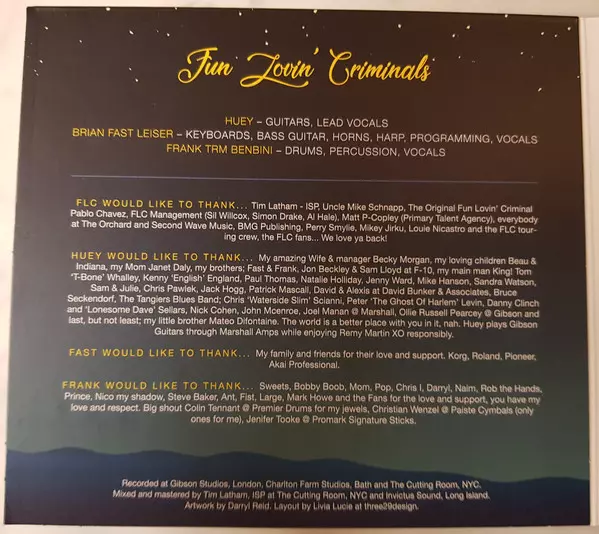 Fun Lovin' Criminals
HUEY – GUITARS, LEAD VOCALS
BRIAN FAST LEISER – KEYBOARDS, BASS GUITAR, HORNS, HARP, PROGRAMMING, VOCALS
FRANK TRM BENBINI – DRUMS, PERCUSSION, VOCALS
FLC WOULD LIKE TO THANK... Tim Latham - ISP, Uncle Mike Schnapp, The Original Fun Lovin' Criminal
Pablo Chavez, FLC Management (Sil Willcox, Simon Drake, Al Hale), Matt P-Copley (Primary Talent Agency), everybody
at The Orchard and Second Wave Music, BMG Publishing, Perry Smylie, Mikey Jirku, Louie Nicastro and the FLC tour-
ing crew, the FLC fans... We love ya back!
HUEY WOULD LIKE TO THANK... My amazing Wife & manager Becky Morgan, my loving children Beau &
Indiana, my Mom Janet Daly, my brothers; Fast & Frank, Jon Beckley & Sam Lloyd at F-10, my main man King! Tom
'T-Bone' Whalley, Kenny 'English' England, Paul Thomas, Natalie Holliday, Jenny Ward, Mike Hanson, Sandra Watson,
Sam & Julie, Chris Pawlek, Jack Hogg, Patrick Mascall, David & Alexis at David Bunker & Associates, Bruce
Seckendorf, The Tangiers Blues Band; Chris 'Waterside Slim' Scianni, Peter 'The Ghost Of Harlem' Levin, Danny Clinch
and 'Lonesome Dave' Sellars, Nick Cohen, John Mcenroe, Joel Manan @ Marshall, Ollie Russell Pearcey @ Gibson and
last, but not least; my little brother Mateo Difontaine. The world is a better place with you in it, nah. Huey plays Gibson
Guitars through Marshall Amps while enjoying Remy Martin XO responsibly.
FAST WOULD LIKE TO THANK... My family and friends for their love and support. Korg, Roland, Pioneer,
Akai Professional.
FRANK WOULD LIKE TO THANK... Sweets, Bobby Boob, Mom, Pop, Chris I, Darryl, Naim, Rob the Hands,
Prince, Nico my shadow, Steve Baker, Ant, Fist, Large, Mark Howe and the Fans for the love and support, you have my
love and respect. Big shout Colin Tennant @ Premier Drums for my jewels, Christian Wenzel @ Paiste Cymbals (only
ones for me), Jenifer Tooke @ Promark Signature Sticks.
Recorded at Gibson Studios, London, Charlton Farm Studios, Bath and The Cutting Room, NYC.
Mixed and mastered by Tim Latham, ISP at The Cutting Room, NYC and Invictus Sound, Long Island.
Artwork by Darryl Reid. Layout by Livia Lucie at three29design.